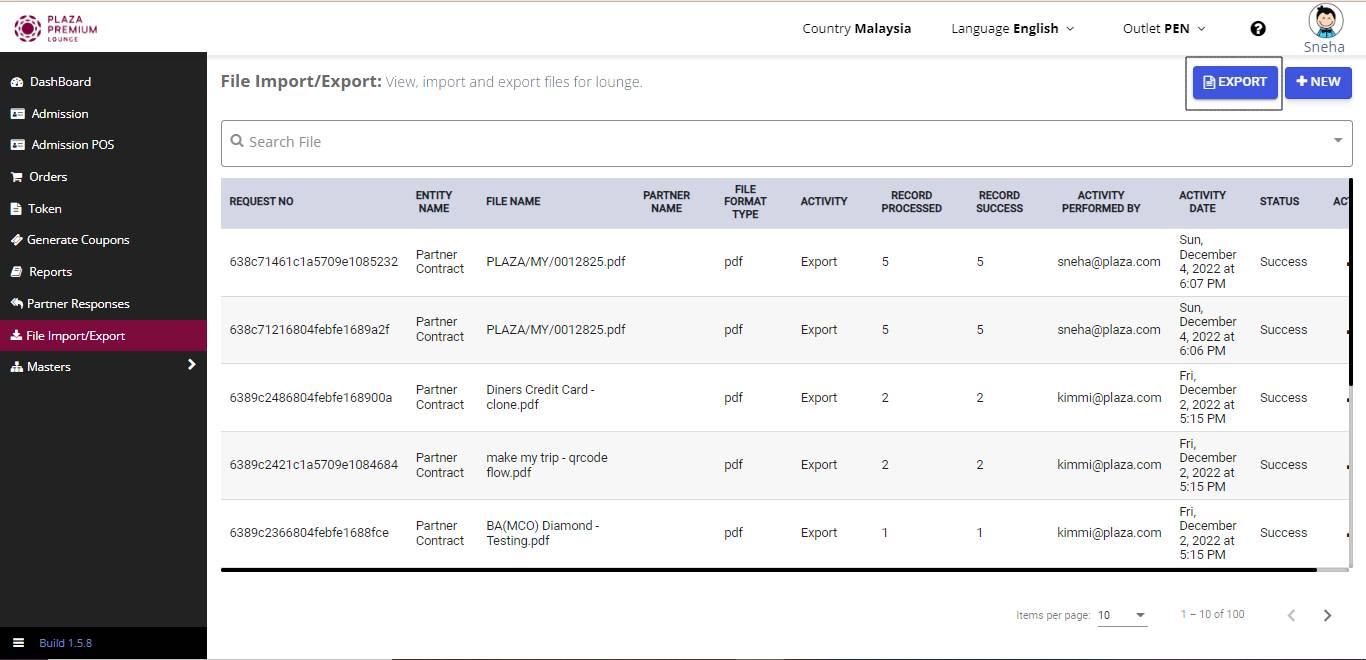 PLAZA
PREMIUM
LOUNGE
Country Malaysia
Language English
Outlet PEN
Sneha
DashBoard
Admission
Admission POS
Orders
Token
Generate Coupons
Reports
Partner Responses
File Import/Export
Masters
Build 1.5.8
File Import/Export: View, import and export files for lounge.
EXPORT
+ NEW
Search File
REQUEST NO
ENTITY
NAME
FILE NAME
PARTNER
NAME
FILE
FORMAT
TYPE
ACTIVITY
RECORD
PROCESSED
RECORD
SUCCESS
ACTIVITY
PERFORMED BY
ACTIVITY
DATE
STATUS
638c71461c1a5709e1085232
Partner
Contract
PLAZA/MY/0012825.pdf
pdf
Export
5
5
sneha@plaza.com
Sun,
December
4, 2022 at
6:07 PM
Success
638c71216804febfe1689a2f
Partner
Contract
PLAZA/MY/0012825.pdf
pdf
Export
5
5
sneha@plaza.com
Sun,
December
4, 2022 at
6:06 PM
Success
6389c2486804febfe168900a
Partner
Contract
Diners Credit Card -
clone.pdf
pdf
Export
2
2
kimmi@plaza.com
Fri,
December
2, 2022 at
5:15 PM
Success
6389c2421c1a5709e1084684
Partner
Contract
make my trip - qrcode
flow.pdf
pdf
Export
2
2
kimmi@plaza.com
Fri,
December
2, 2022 at
5:15 PM
Success
6389c2366804febfe1688fce
Partner
Contract
BA(MCO) Diamond -
Testing.pdf
pdf
Export
1
1
kimmi@plaza.com
Fri,
December
2, 2022 at
5:15 PM
Success
Items per page: 10
1 – 10 of 100